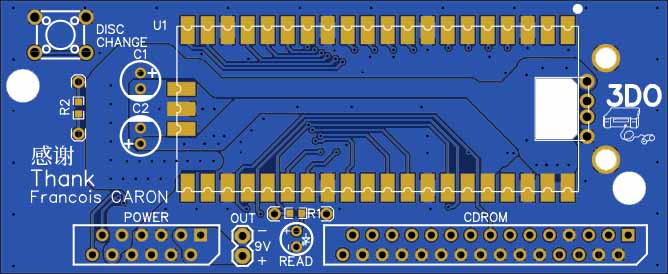 DISC
CHANGE
U1
C1
+
R2
C2
+
3DO
感谢
Thank
Francois CARON
POWER
OUT
-
9V
+
R1
+
-
READ
CDROM